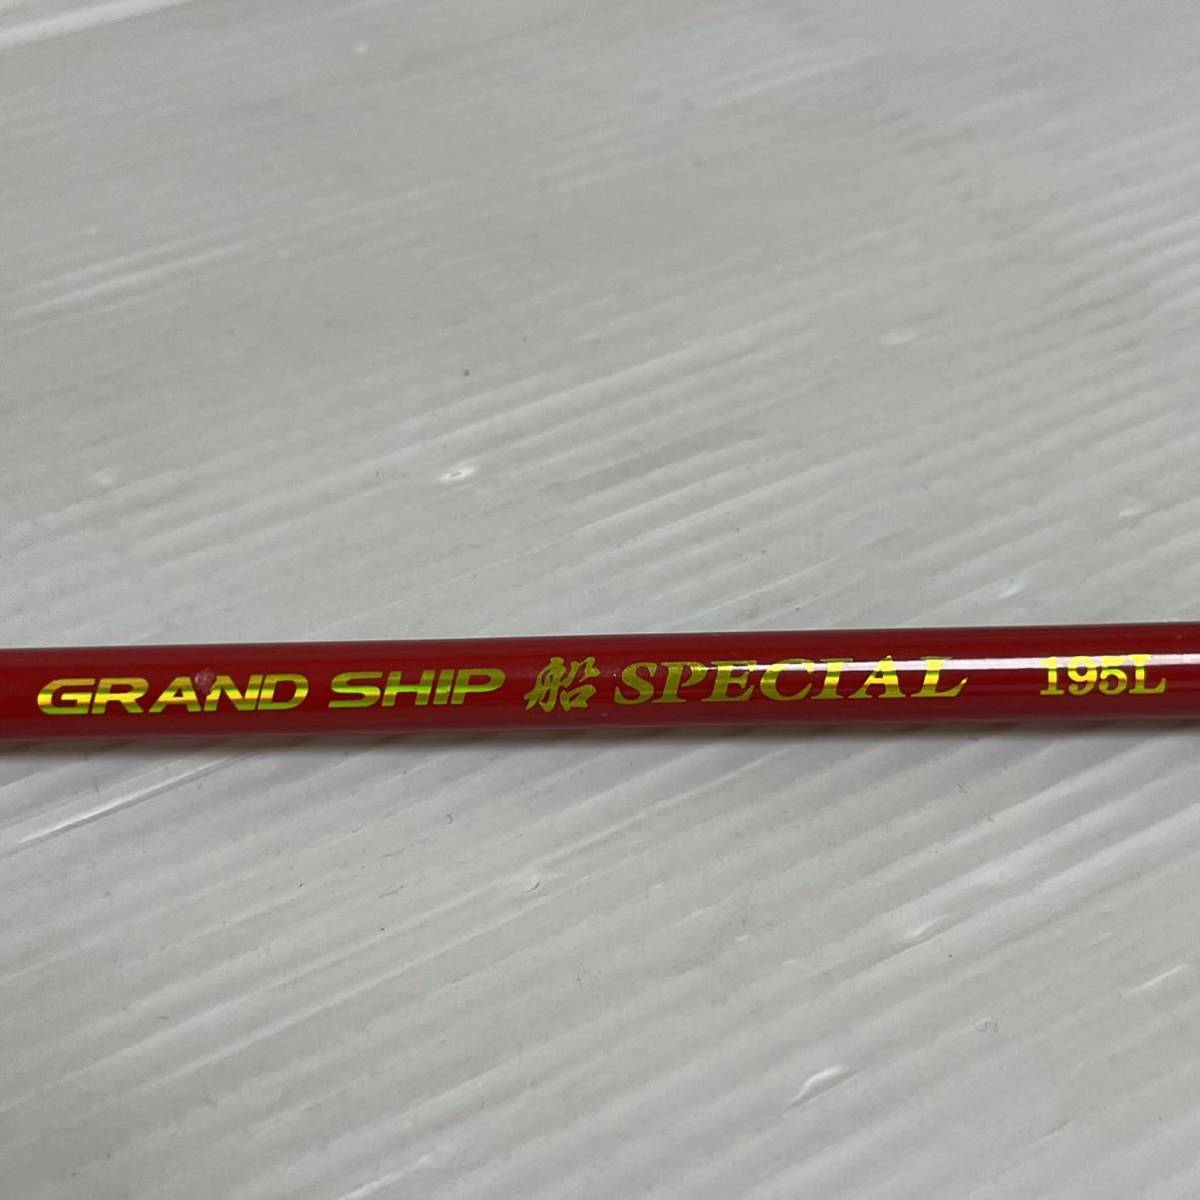 GRAND SHIP 船 SPECIAL 195L